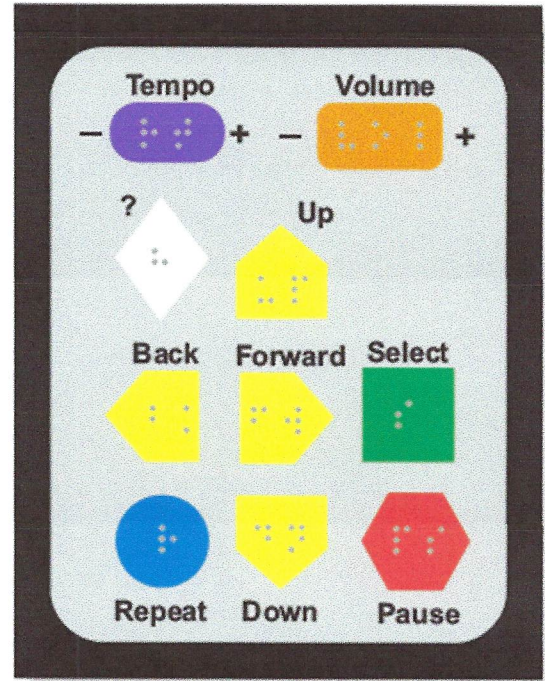 Tempo Volume
– + – +
?
Up
Back Forward Select
Repeat Down Pause